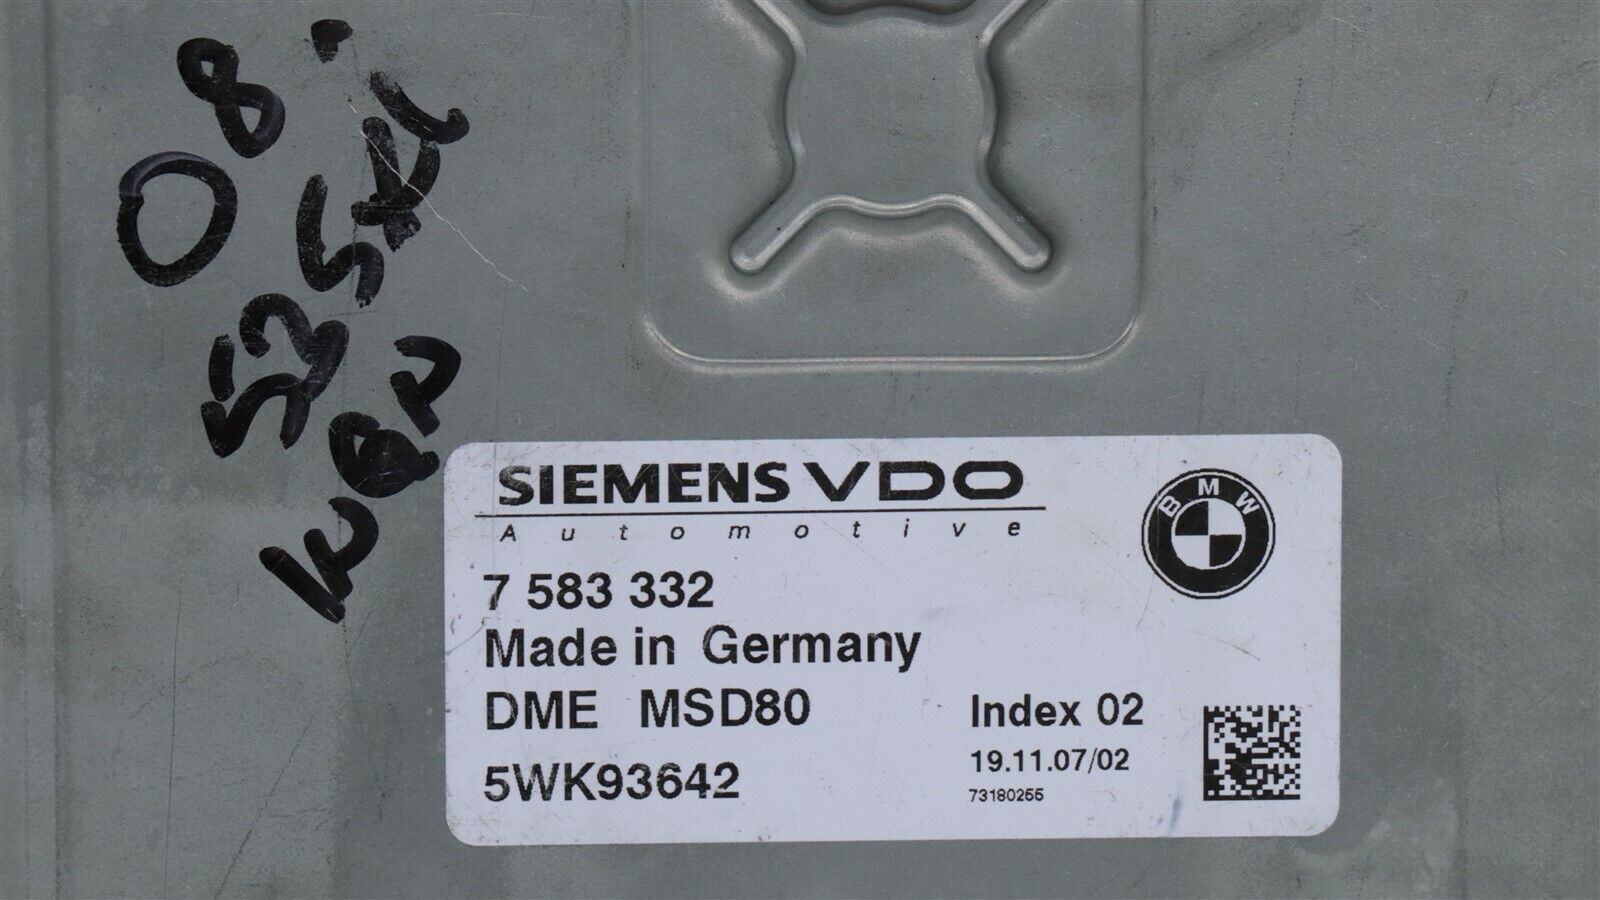 08
535xi
WBN
SIEMENS VDO
Automotive
BMW
7 583 332
Made in Germany
DME MSD80
Index 02
19.11.07/02
5WK93642
73180255